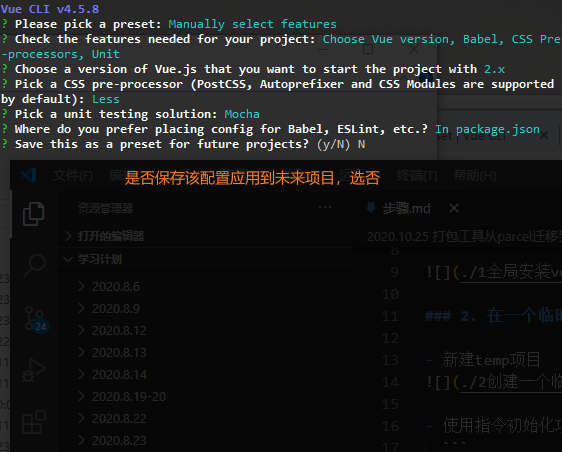 Vue CLI v4.5.8
? Please pick a preset: Manually select features
? Check the features needed for your project: Choose Vue version, Babel, CSS Pre
-processors, Unit
? Choose a version of Vue.js that you want to start the project with 2.x
? Pick a CSS pre-processor (PostCSS, Autoprefixer and CSS Modules are supported
by default): Less
? Pick a unit testing solution: Mocha
? Where do you prefer placing config for Babel, ESLint, etc.? In package.json
? Save this as a preset for future projects? (y/N) N
是否保存该配置应用到未来项目，选否
文件(F)
终端(T)
帮助(H)
资源管理器
步骤.md
打开的编辑器
2020.10.25 打包工具从parcel迁移
学习计划
8
2020.8.6
9 ![](./1全局安装v
2020.8.9
10
2020.8.12
11 ### 2. 在一个临
2020.8.13
12
2020.8.14
13 - 新建temp项目
2020.8.19-20
14 ![](./2创建一个临
2020.8.22
15
2020.8.23
16 - 使用指令初始化
17 ```
24